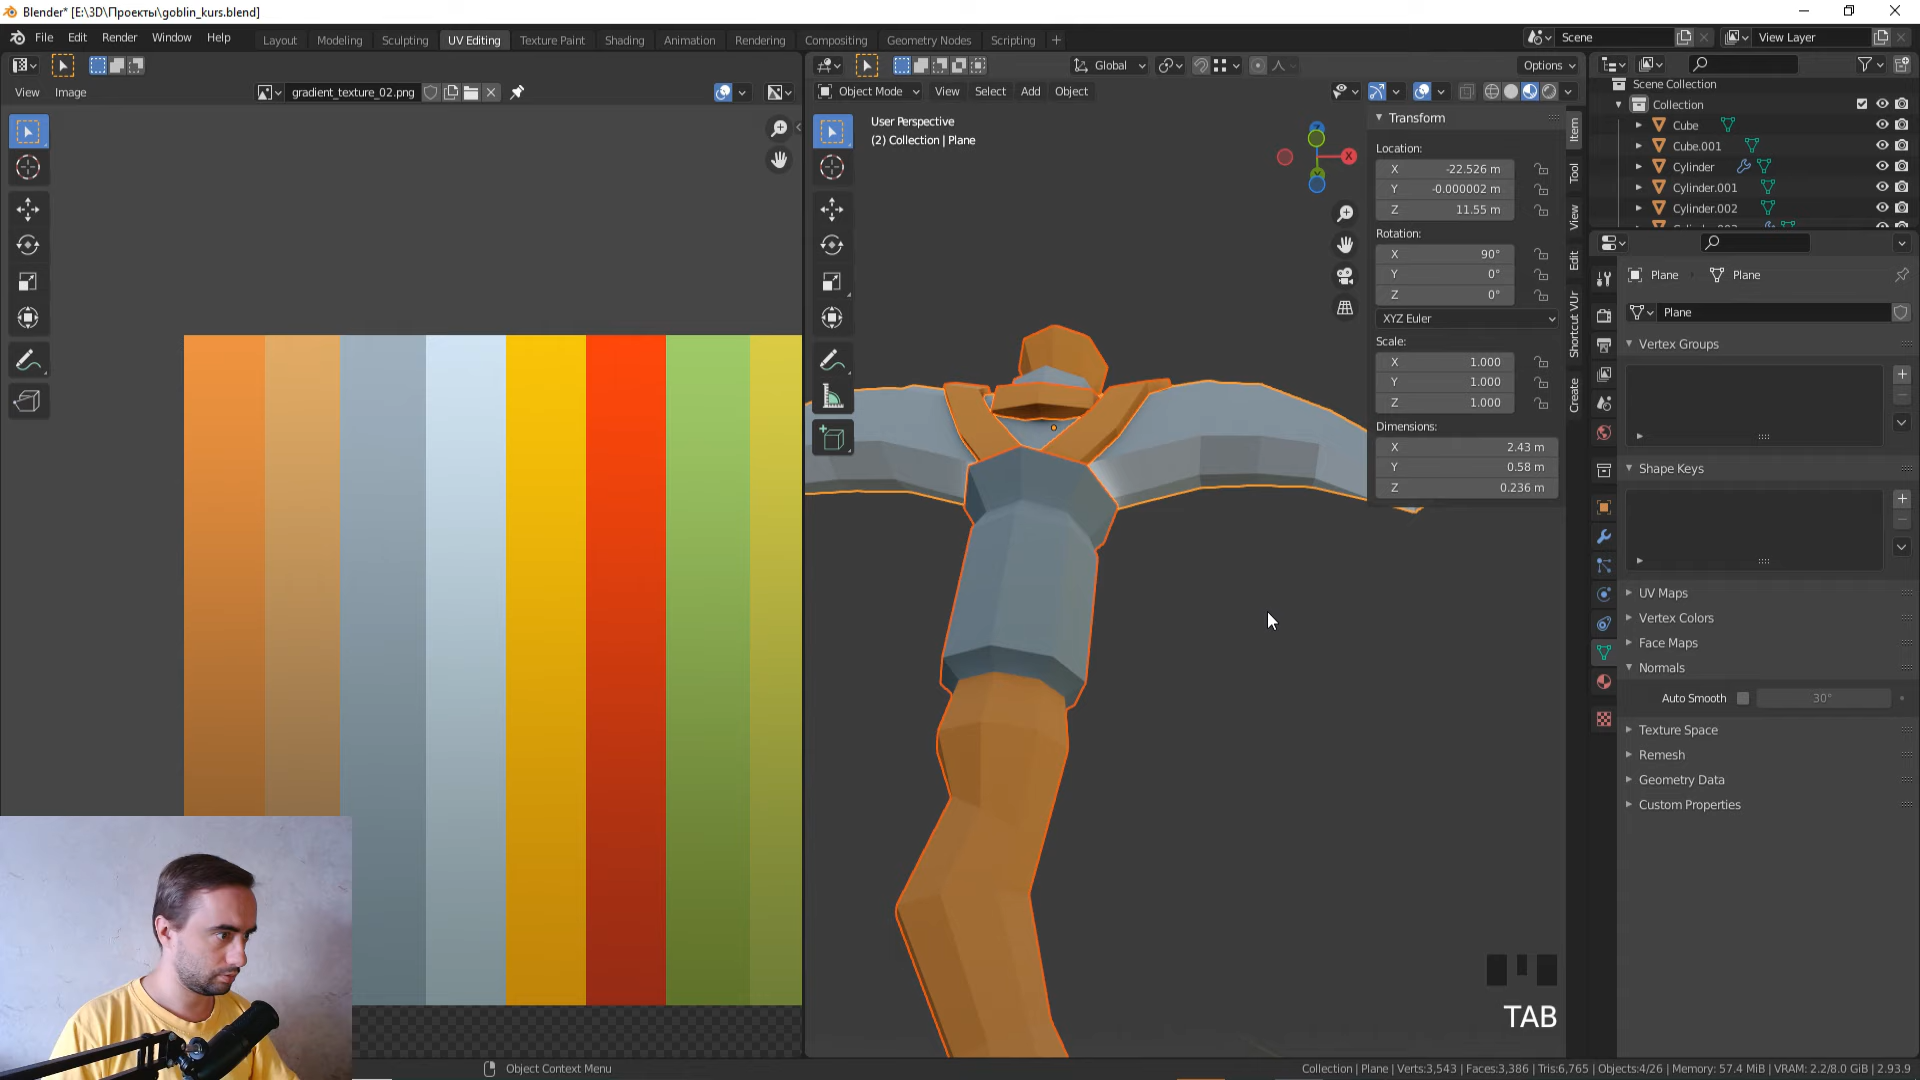 Blender* [E:\3D\Проекты\goblin_kurs.blend]
File Edit Render Window Help
Layout Modeling Sculpting UV Editing Texture Paint Shading Animation Rendering Compositing Geometry Nodes Scripting +
Scene
View Layer
Global
Options
View Image
gradient_texture_02.png
Object Mode View Select Add Object
User Perspective
(2) Collection | Plane
X
Transform
Location:
X -22.526 m
Y -0.000002 m
Z 11.55 m
Rotation:
X 90°
Y 0°
Z 0°
XYZ Euler
Scale:
X 1.000
Y 1.000
Z 1.000
Dimensions:
X 2.43 m
Y 0.58 m
Z 0.236 m
Item
Tool
View
Edit
Shortcut VUr
Create
Scene Collection
Collection
Cube
Cube.001
Cylinder
Cylinder.001
Cylinder.002
Plane Plane
Plane
Vertex Groups
Shape Keys
UV Maps
Vertex Colors
Face Maps
Normals
Auto Smooth 30°
Texture Space
Remesh
Geometry Data
Custom Properties
TAB
Object Context Menu
Collection | Plane | Verts:3,543 | Faces:3,386 | Tris:6,765 | Objects:4/26 | Memory: 57.4 MiB | VRAM: 2.2/8.0 GiB | 2.93.9